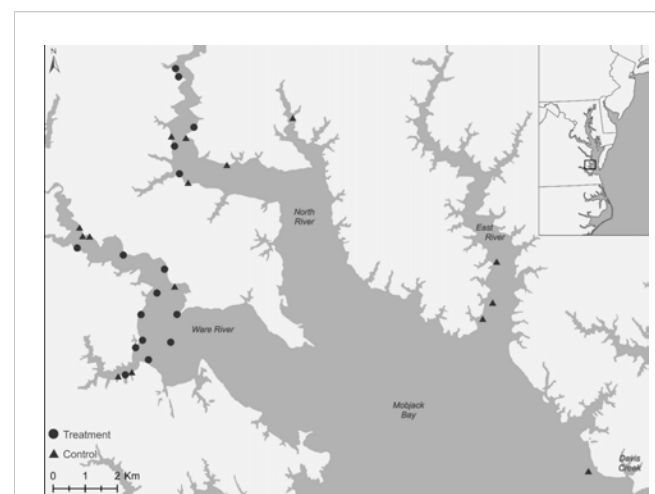 N
North
River
East
River
Ware River
Mobjack
Bay
Davis
Creek
Treatment
Control
0 1 2 Km